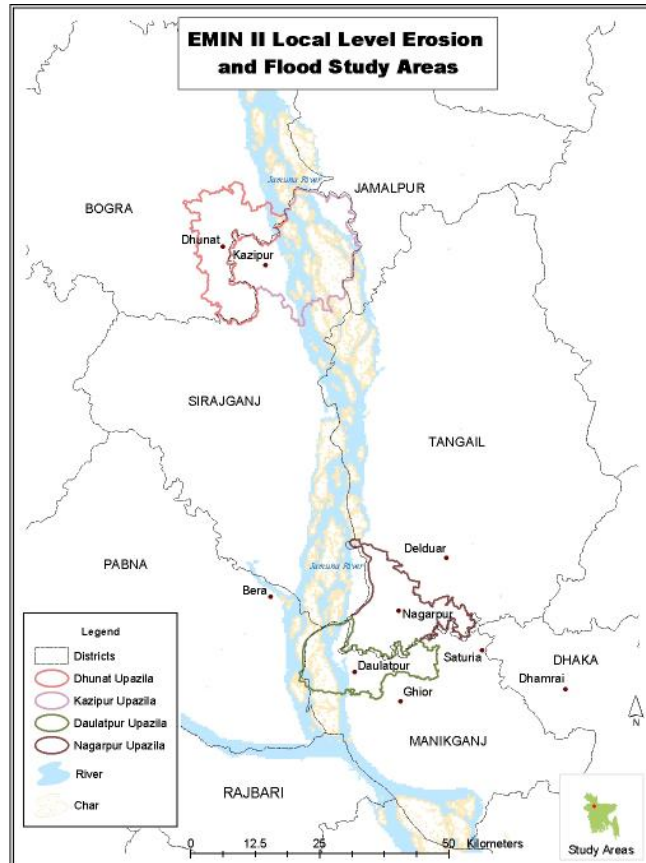 EMIN II Local Level Erosion
and Flood Study Areas
Jamuna River
JAMALPUR
BOGRA
Dhunat
Kazipur
SIRAJGANJ
TANGAIL
Delduar
PABNA
Jamuna River
Bera
Nagarpur
Legend
Districts
Dhunat Upazila
Kazipur Upazila
Daulatpur Upazila
Nagarpur Upazila
River
Char
Saturia
DHAKA
Daulatpur
Dhamrai
Ghior
N
MANIKGANJ
RAJBARI
0 12.5 25 50 Kilometers
Study Areas